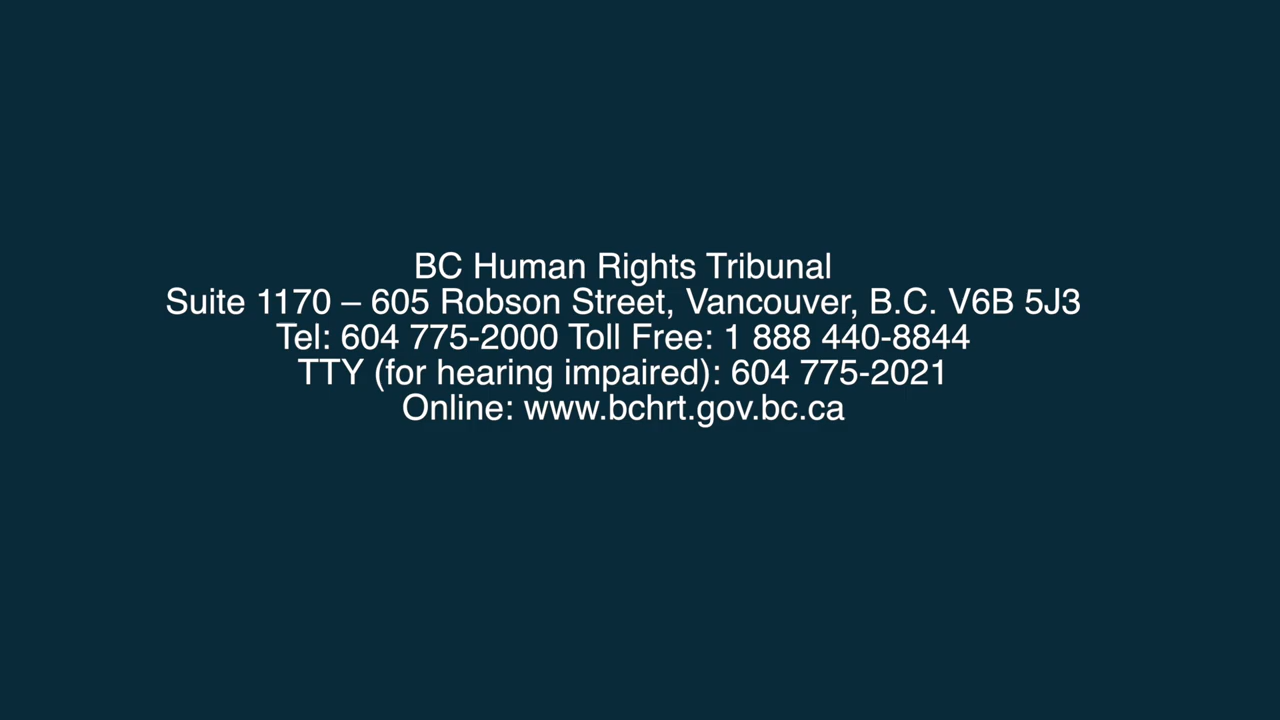 BC Human Rights Tribunal
Suite 1170 – 605 Robson Street, Vancouver, B.C. V6B 5J3
Tel: 604 775-2000 Toll Free: 1 888 440-8844
TTY (for hearing impaired): 604 775-2021
Online: www.bchrt.gov.bc.ca